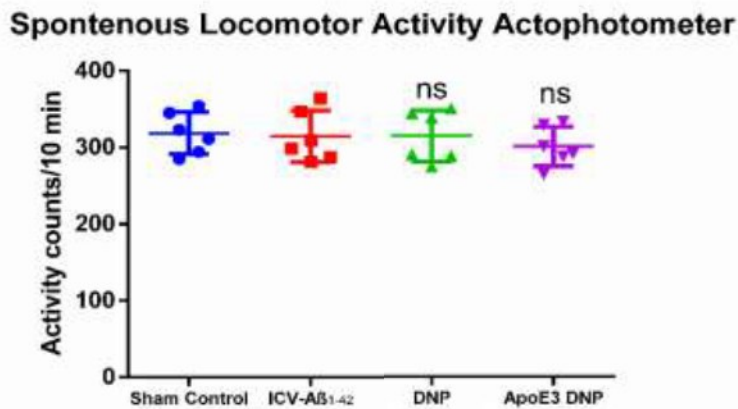 Spontenous Locomotor Activity Actophotometer
Activity counts/10 min
400
300
200
100
0
ns
ns
Sham Control
ICV-Aß1-42
DNP
ApoE3 DNP